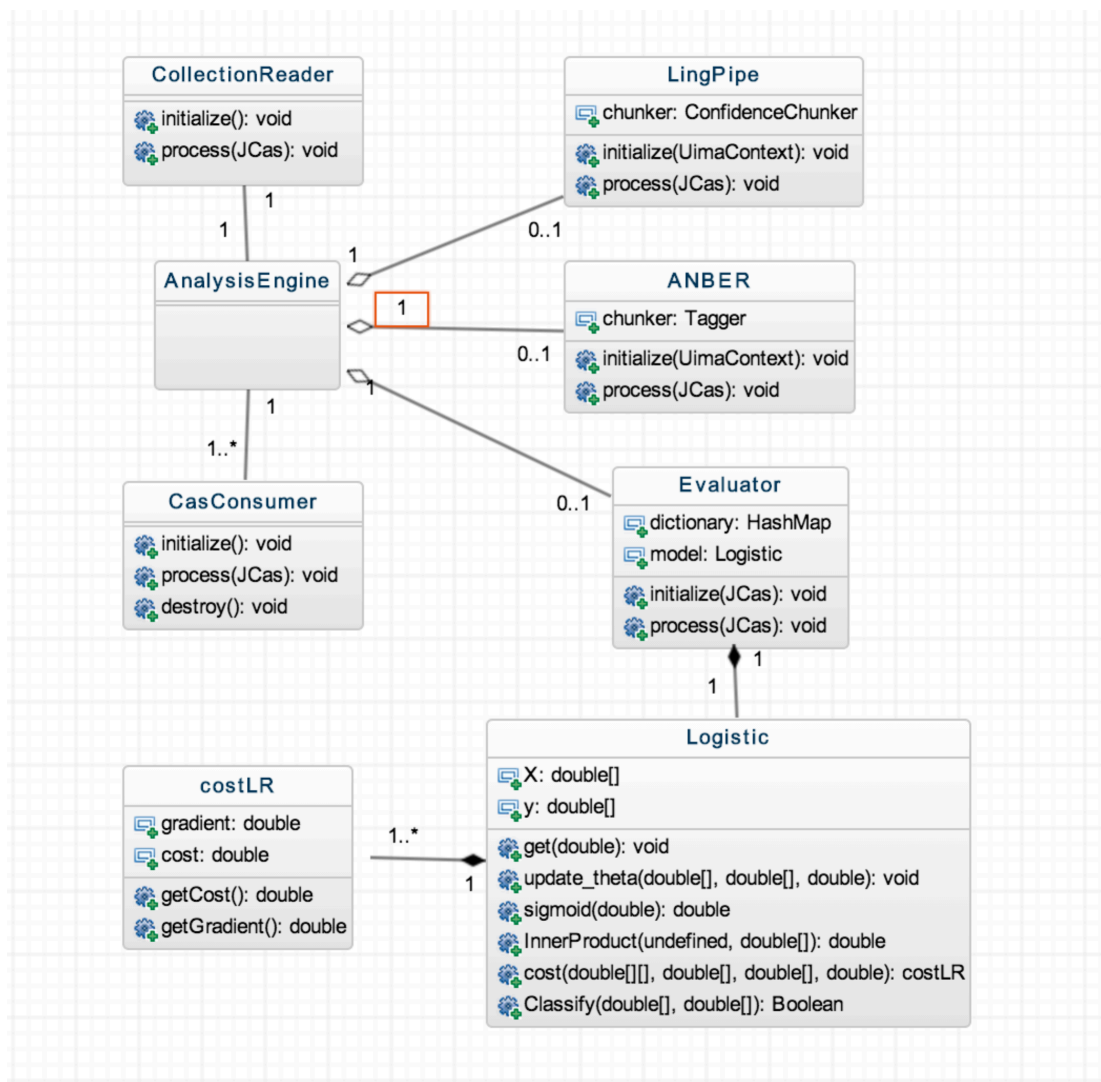 CollectionReader
initialize(): void
process(JCas): void
LingPipe
chunker: ConfidenceChunker
initialize(UimaContext): void
process(JCas): void
1
1
0..1
1
AnalysisEngine
1
ANBER
chunker: Tagger
initialize(UimaContext): void
process(JCas): void
0..1
1
1
1..*
0..1
CasConsumer
initialize(): void
process(JCas): void
destroy(): void
Evaluator
dictionary: HashMap
model: Logistic
initialize(JCas): void
process(JCas): void
1
1
Logistic
X: double[]
y: double[]
get(double): void
update_theta(double[], double[], double): void
sigmoid(double): double
InnerProduct(undefined, double[]): double
cost(double[][], double[], double[], double): costLR
Classify(double[], double[]): Boolean
costLR
gradient: double
cost: double
getCost(): double
getGradient(): double
1..*
1